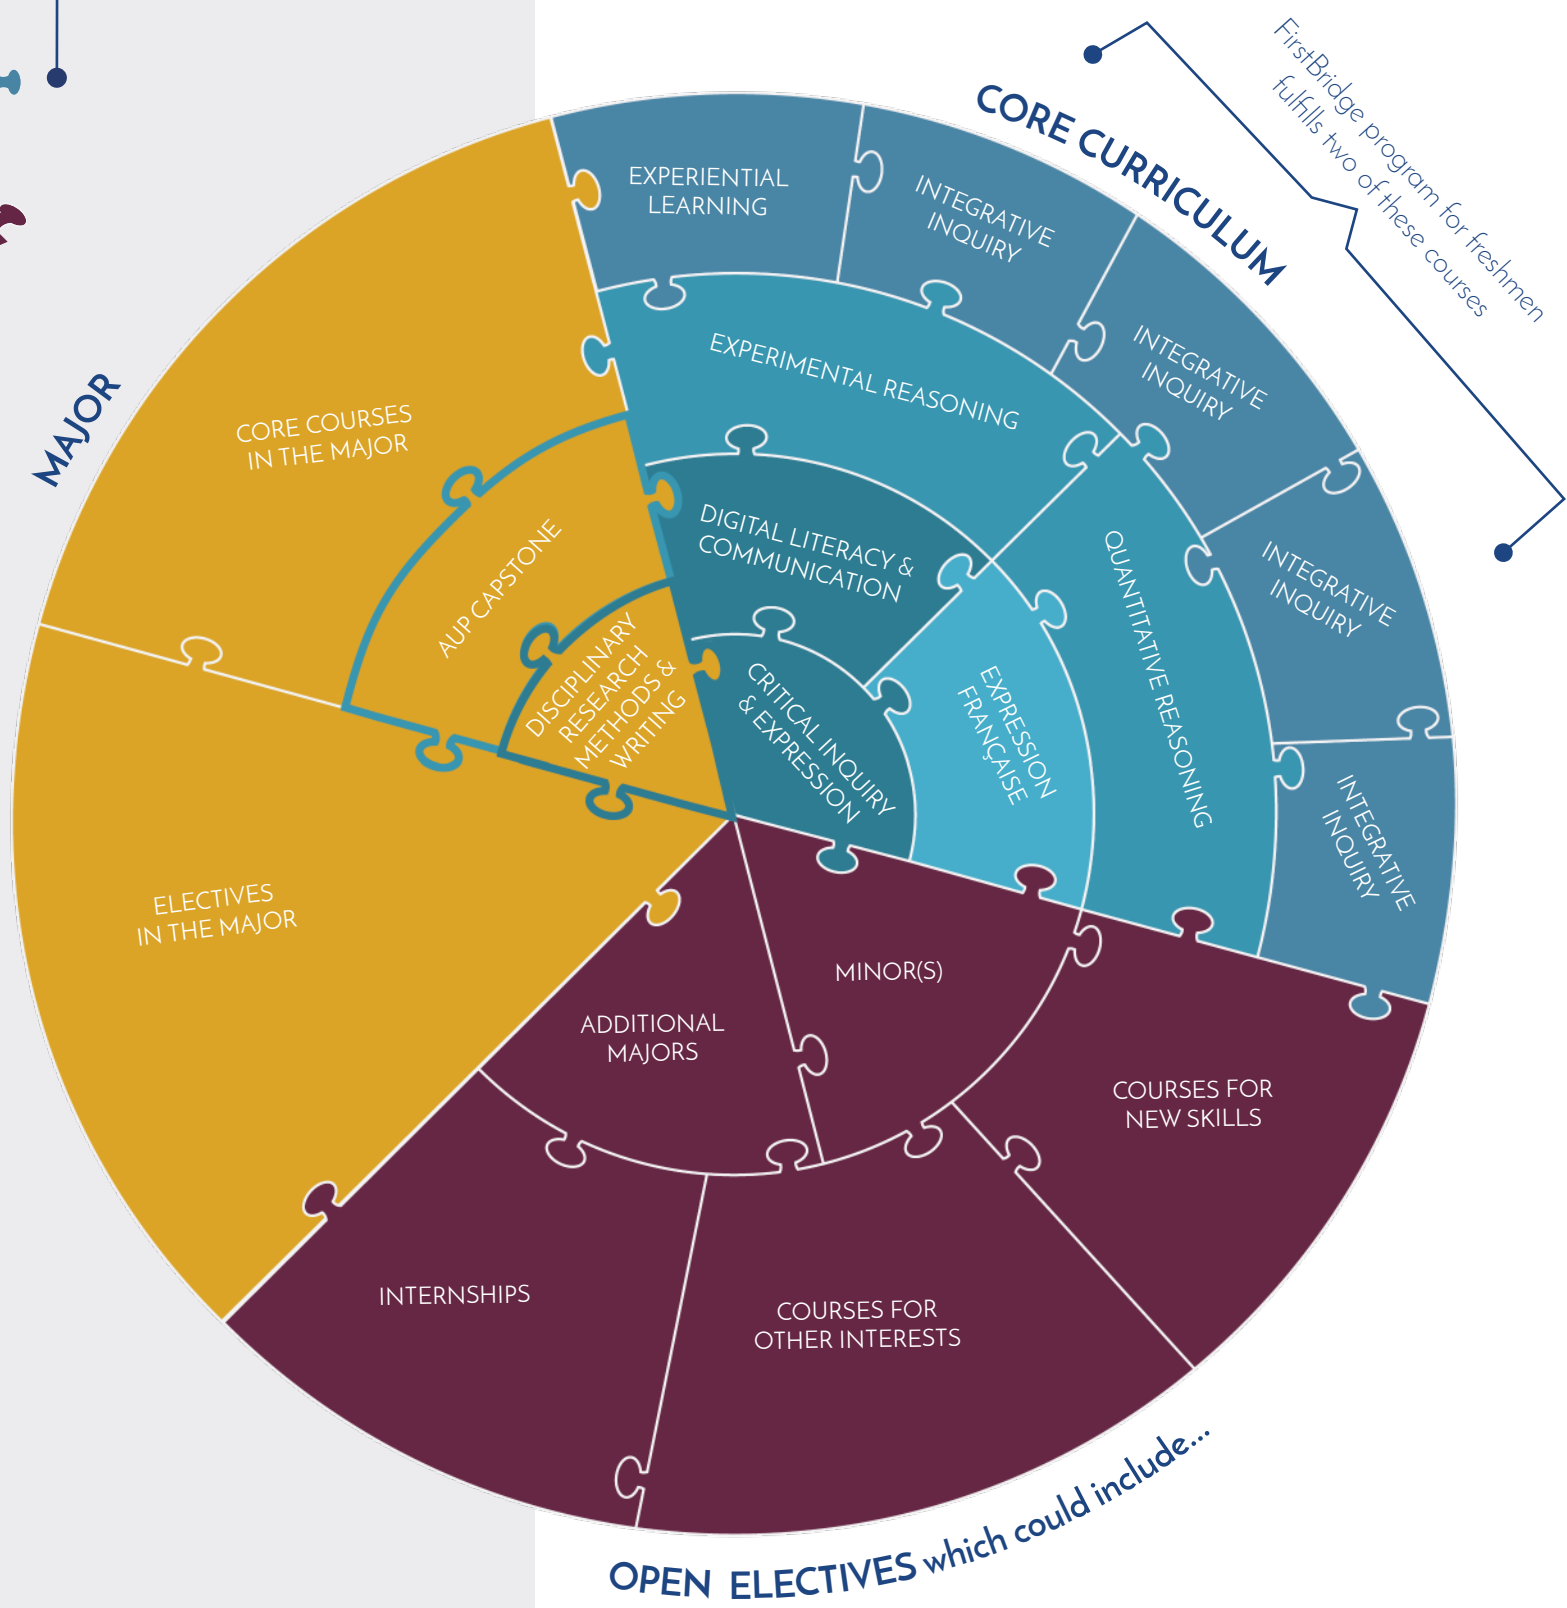 CORE CURRICULUM
FirstBridge program for freshmen
fulfills two of these courses
EXPERIENTIAL
LEARNING
INTEGRATIVE
INQUIRY
INTEGRATIVE
INQUIRY
INTEGRATIVE
INQUIRY
INTEGRATIVE
INQUIRY
EXPERIMENTAL REASONING
QUANTITATIVE REASONING
DIGITAL LITERACY &
COMMUNICATION
EXPRESSION
FRANÇAISE
CRITICAL INQUIRY
& EXPRESSION
MAJOR
CORE COURSES
IN THE MAJOR
AUP CAPSTONE
DISCIPLINARY
RESEARCH
METHODS &
WRITING
ELECTIVES
IN THE MAJOR
MINOR(S)
ADDITIONAL
MAJORS
COURSES FOR
NEW SKILLS
INTERNSHIPS
COURSES FOR
OTHER INTERESTS
OPEN ELECTIVES which could include...